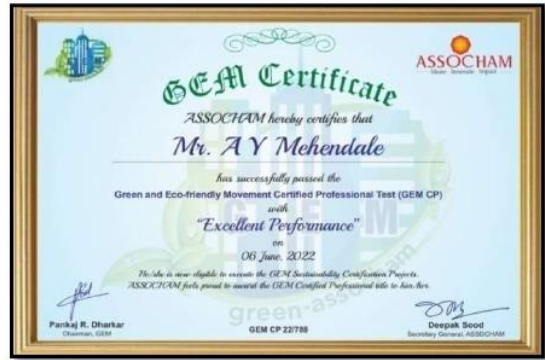 ASSOCHAM
GEM Certificate
ASSOCHAM hereby certifies that
Mr. A Y Mehendale
has successfully passed the
Green and Eco-friendly Movement Certified Professional Test (GEM CP)
with
"Excellent Performance"
on
06 June, 2022
He/she is now eligible to execute the GEM Sustainability Certification Projects.
ASSOCHAM feels proud to award the GEM Certified Professional title to him/her.
green-assocham
Pankaj R. Dharkar
Chairman, GEM
GEM CP 22/788
Deepak Sood
Secretary General, ASSOCHAM